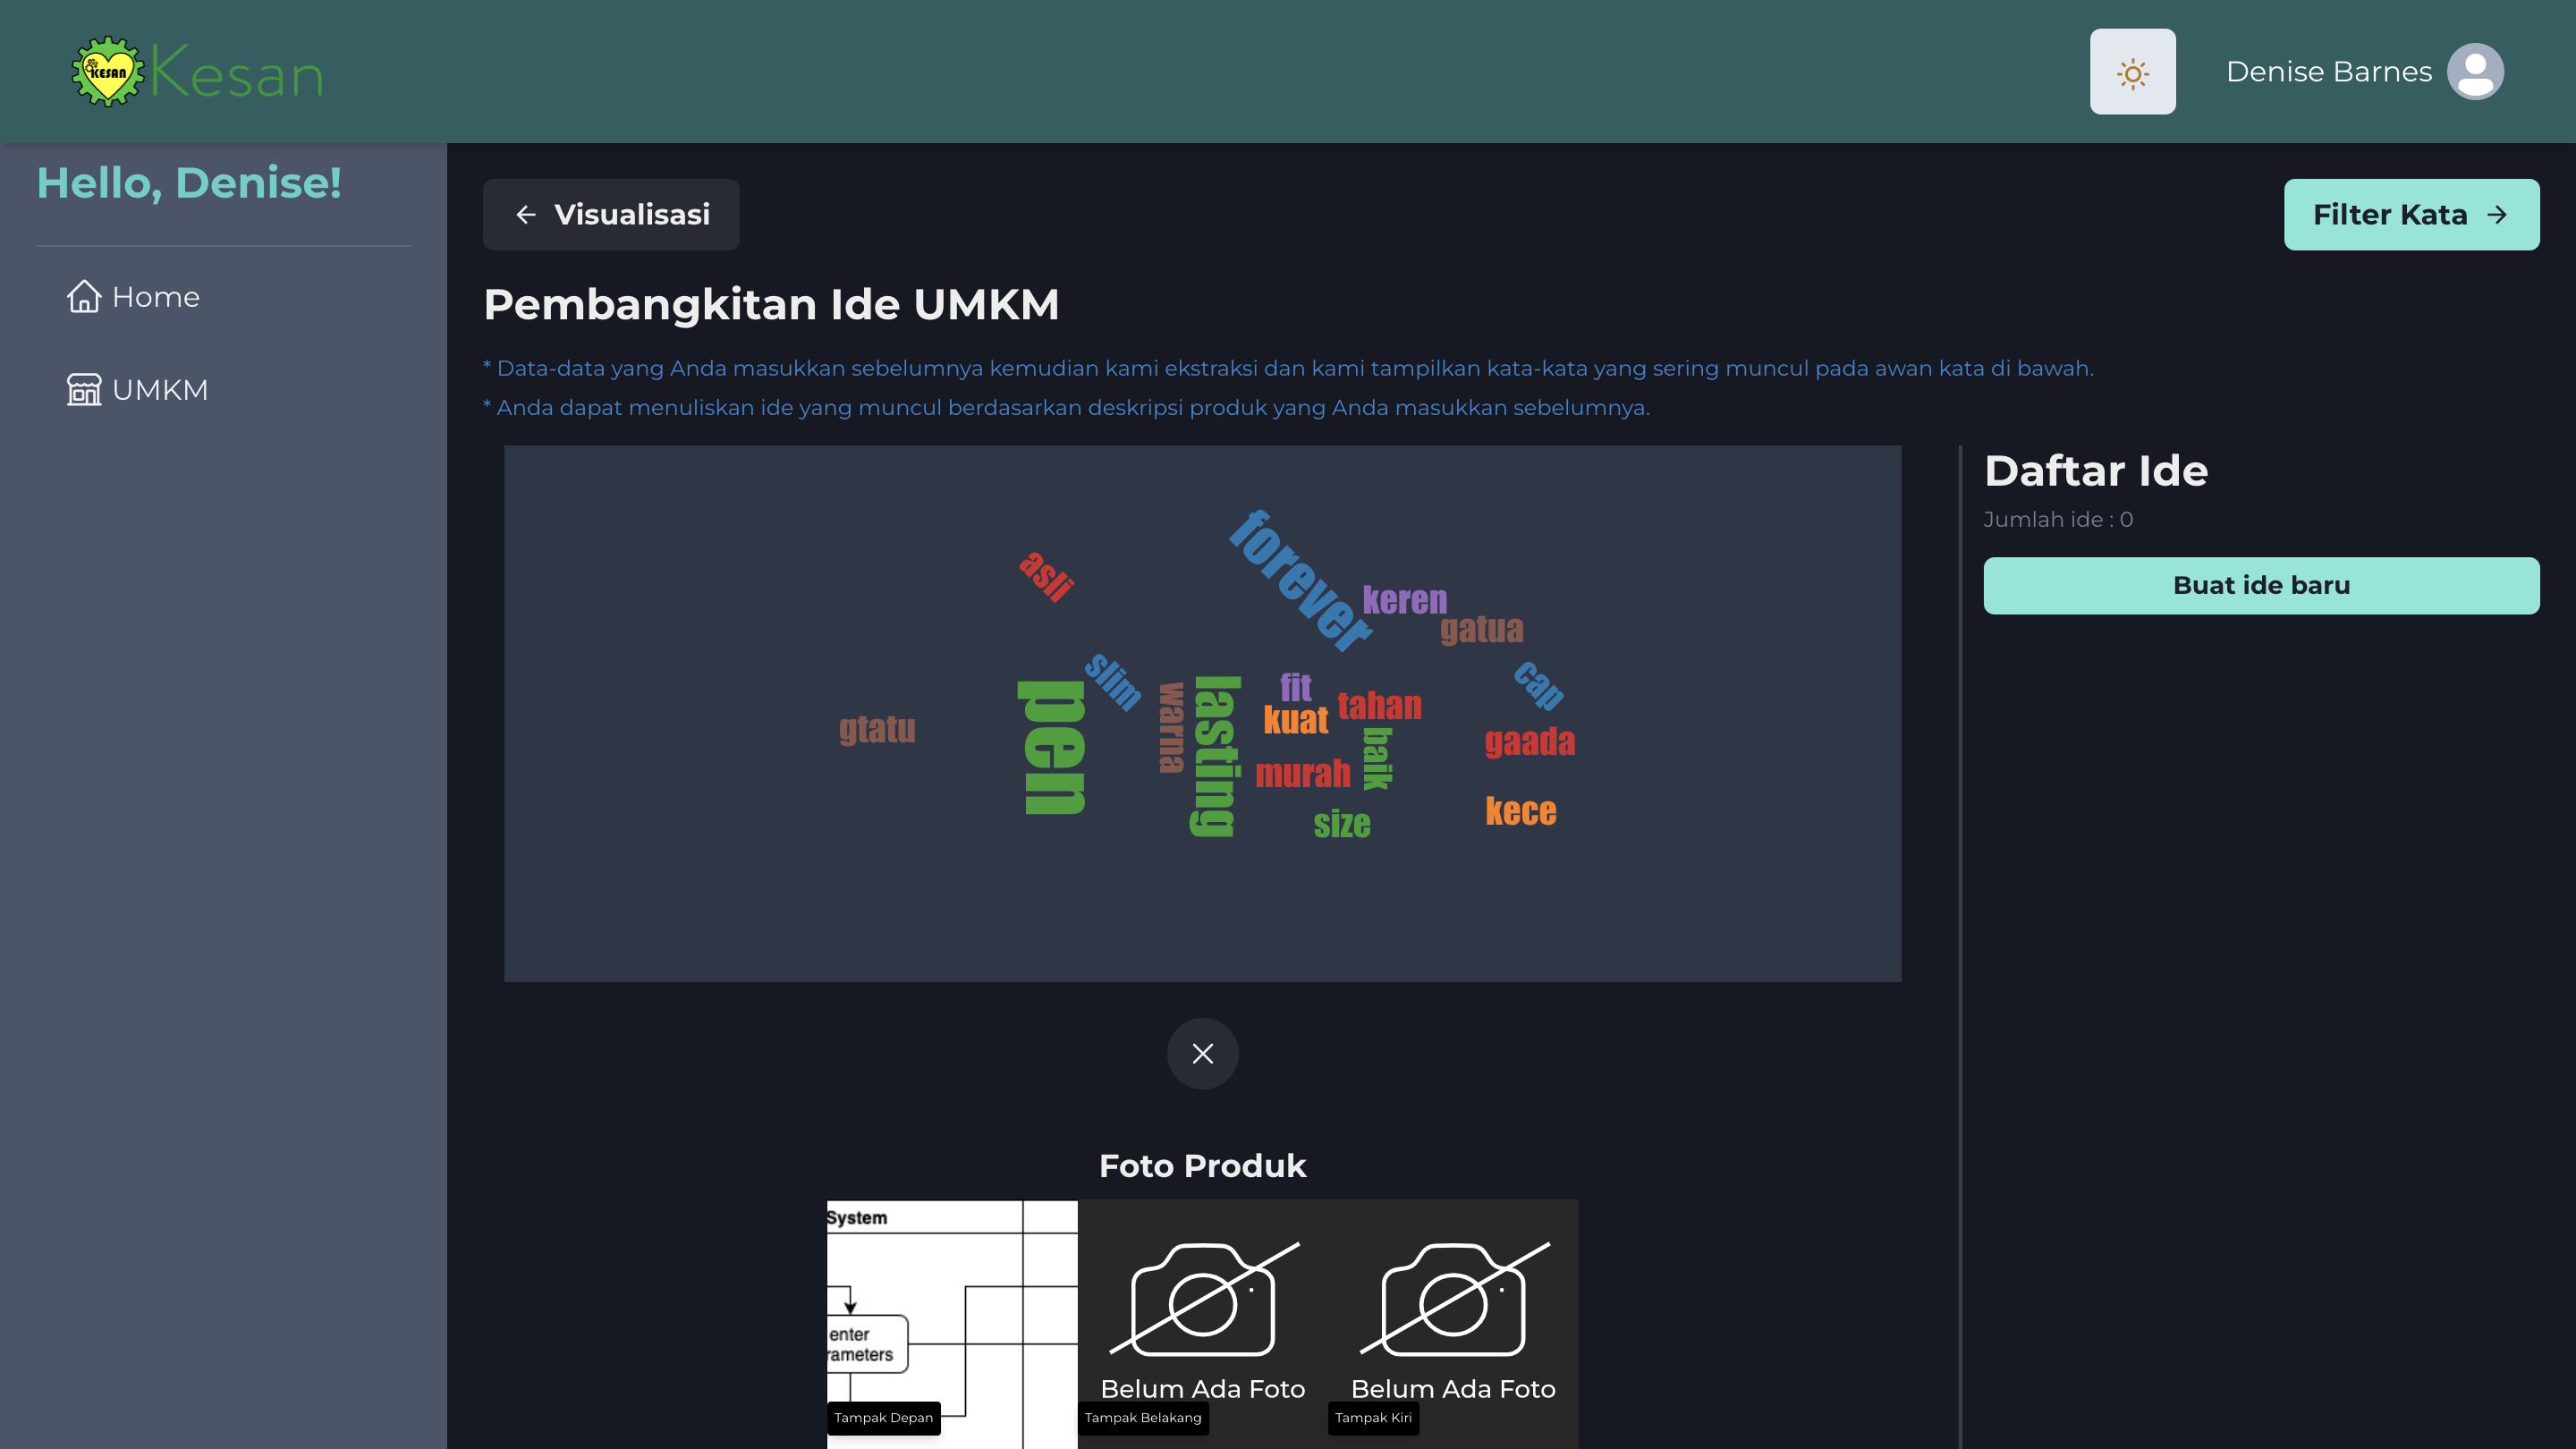 KESAN
Kesan
Denise Barnes
Hello, Denise!
Home
UMKM
Visualisasi
Filter Kata
Pembangkitan Ide UMKM
* Data-data yang Anda masukkan sebelumnya kemudian kami ekstraksi dan kami tampilkan kata-kata yang sering muncul pada awan kata di bawah.
* Anda dapat menuliskan ide yang muncul berdasarkan deskripsi produk yang Anda masukkan sebelumnya.
forever
asli
keren
gatua
slim
cap
fit
tahan
kuat
pen
warna
lasting
gtatu
baik
gaada
murah
kece
size
Daftar Ide
Jumlah ide : 0
Buat ide baru
Foto Produk
System
enter
rameters
Tampak Depan
Belum Ada Foto
Tampak Belakang
Belum Ada Foto
Tampak Kiri